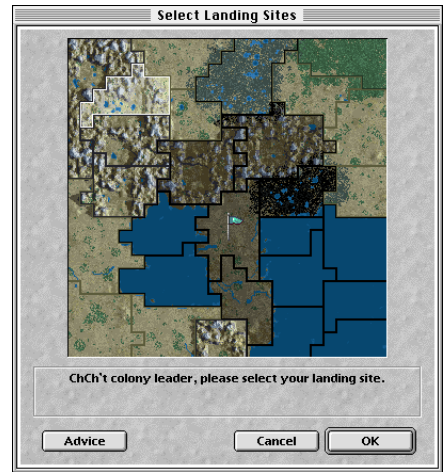 Select Landing Sites
ChCh't colony leader, please select your landing site.
Advice
Cancel
OK